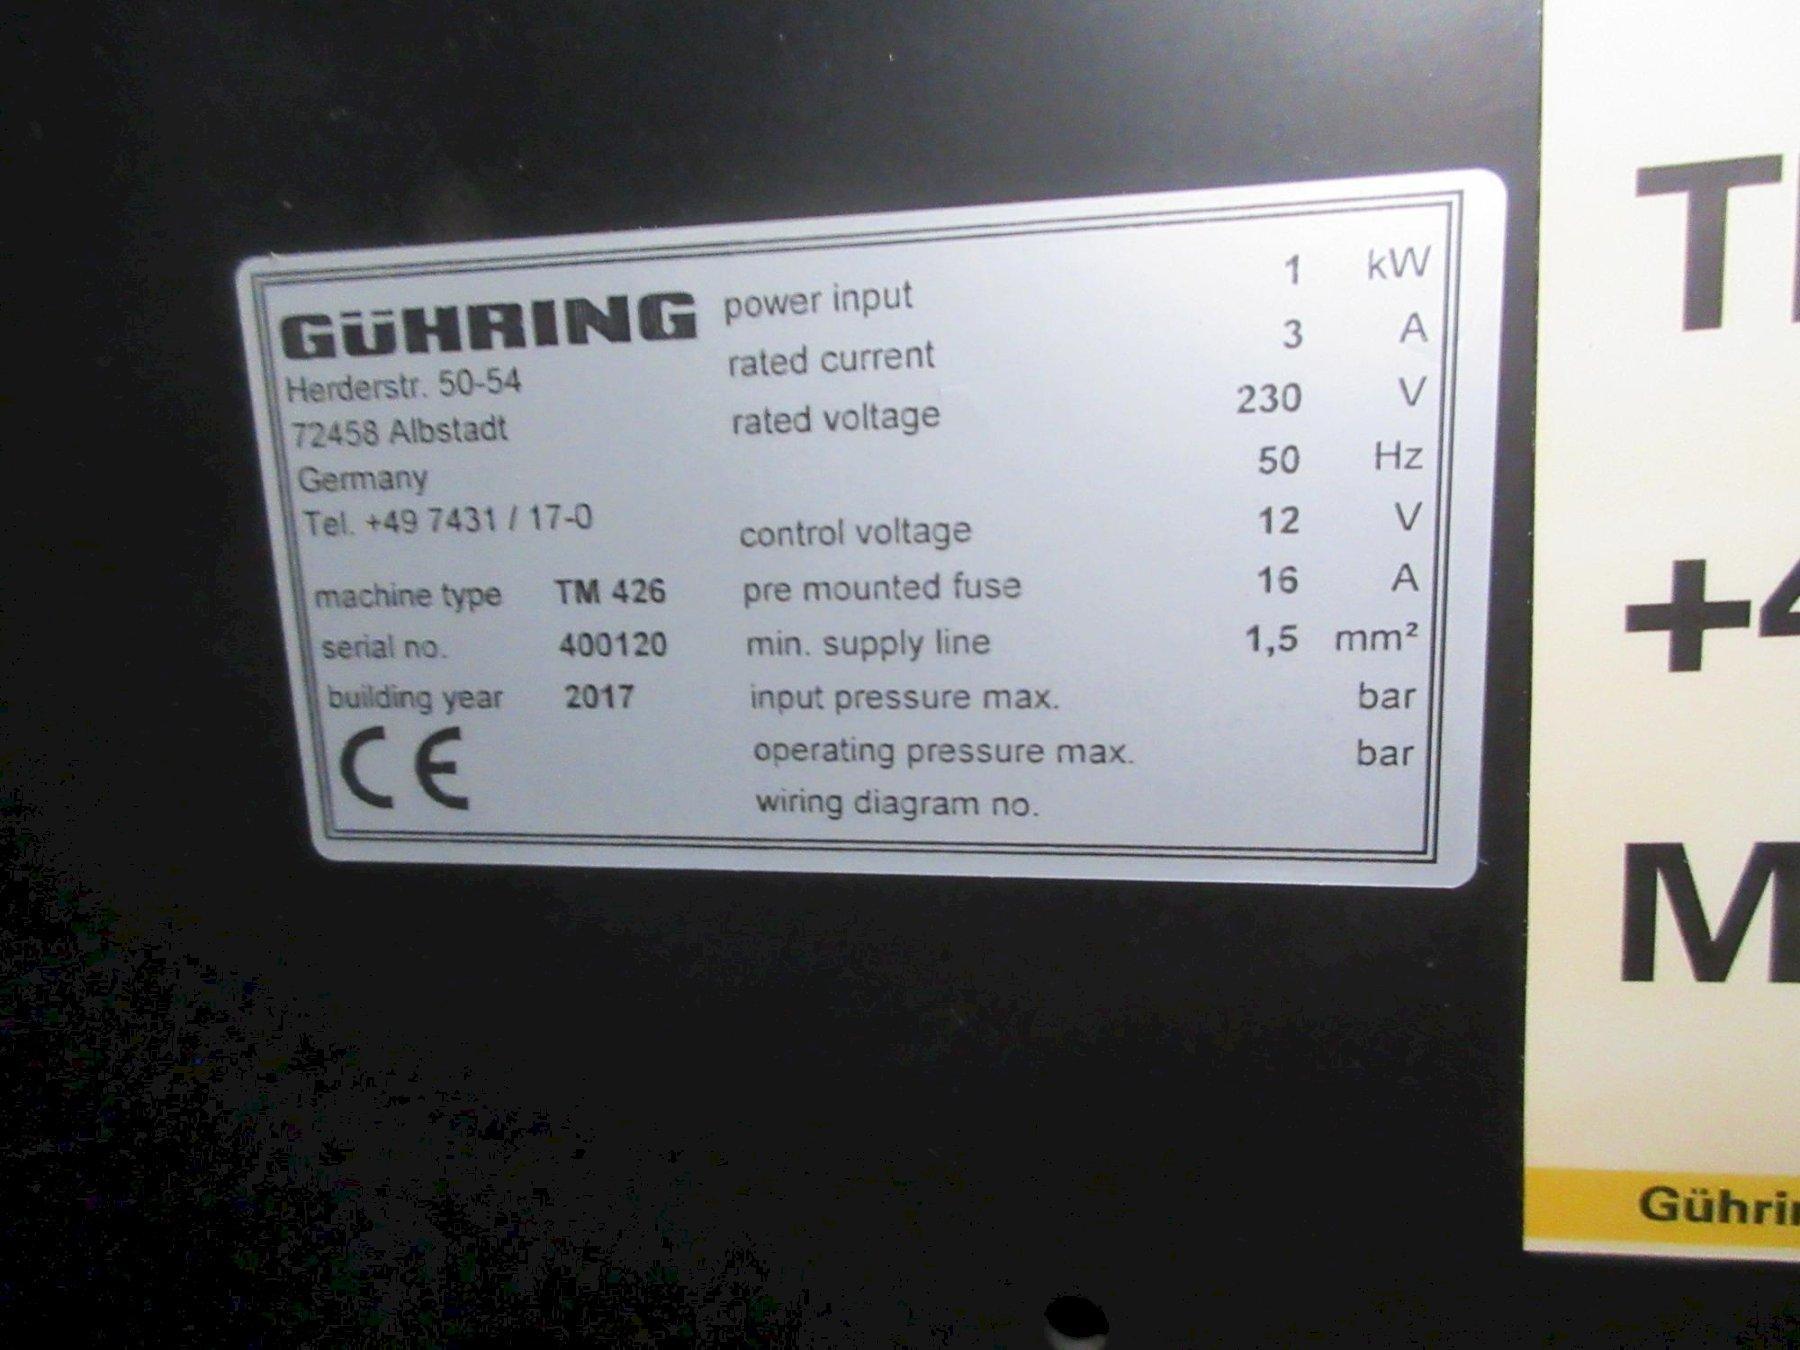 GÜHRING
Herderstr. 50-54
72458 Albstadt
Germany
Tel. +49 7431 / 17-0
machine type TM 426
serial no. 400120
building year 2017
CE
power input 1 kW
rated current 3 A
rated voltage 230 V
50 Hz
control voltage 12 V
pre mounted fuse 16 A
min. supply line 1,5 mm²
input pressure max. bar
operating pressure max. bar
wiring diagram no.